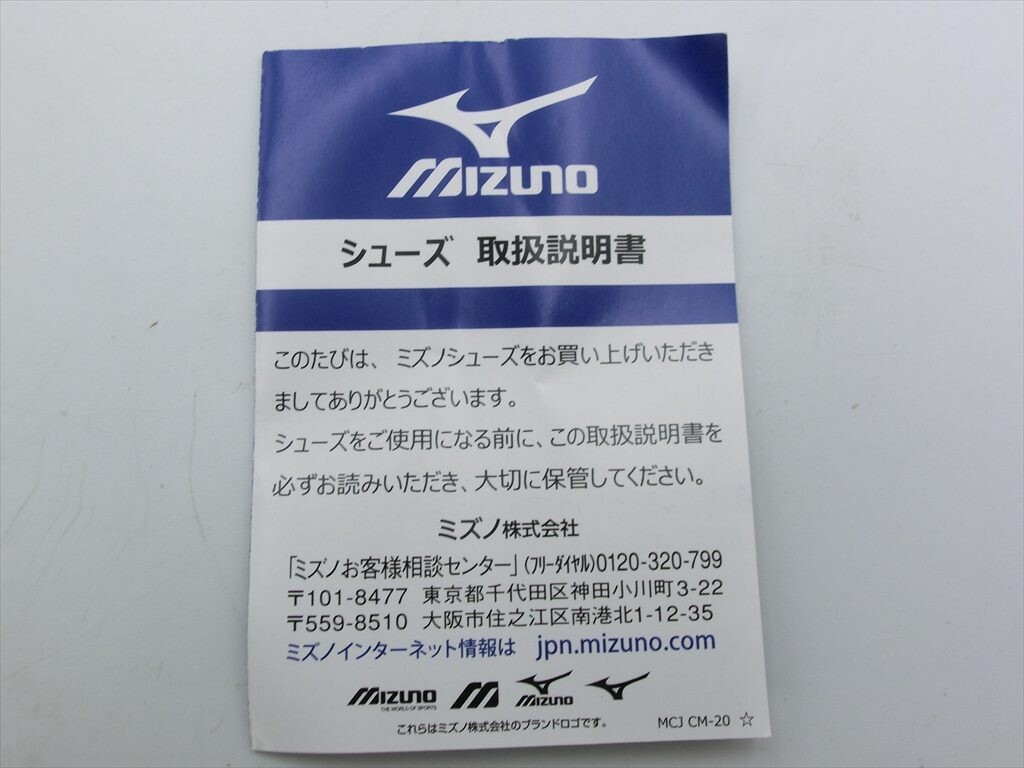 MIZUNO
シューズ 取扱説明書
このたびは、ミズノシューズをお買い上げいただき
ましてありがとうございます。
シューズをご使用になる前に、この取扱説明書を
必ずお読みいただき、大切に保管してください。
ミズノ株式会社
「ミズノお客様相談センター」(フリーダイヤル)0120-320-799
〒101-8477 東京都千代田区神田小川町3-22
〒559-8510 大阪市住之江区南港北1-12-35
ミズノインターネット情報は jpn.mizuno.com
MIZUNO MIZUNO
THE WORLD OF SPORTS
これらはミズノ株式会社のブランドロゴです。 MCJ CM-20 ☆